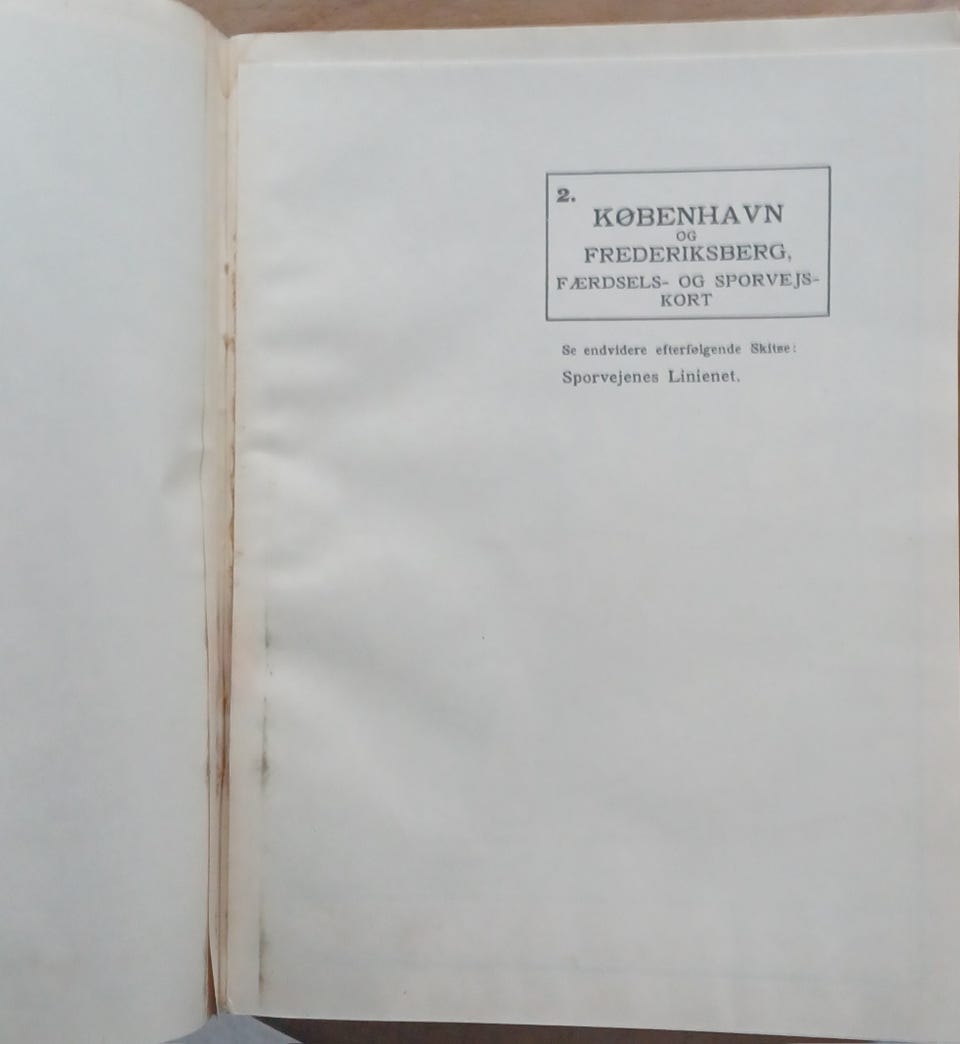 2.
KØBENHAVN
OG
FREDERIKSBERG,
FÆRDSELS- OG SPORVEJS-
KORT
Se endvidere efterfølgende Skitse:
Sporvejenes Linienet.